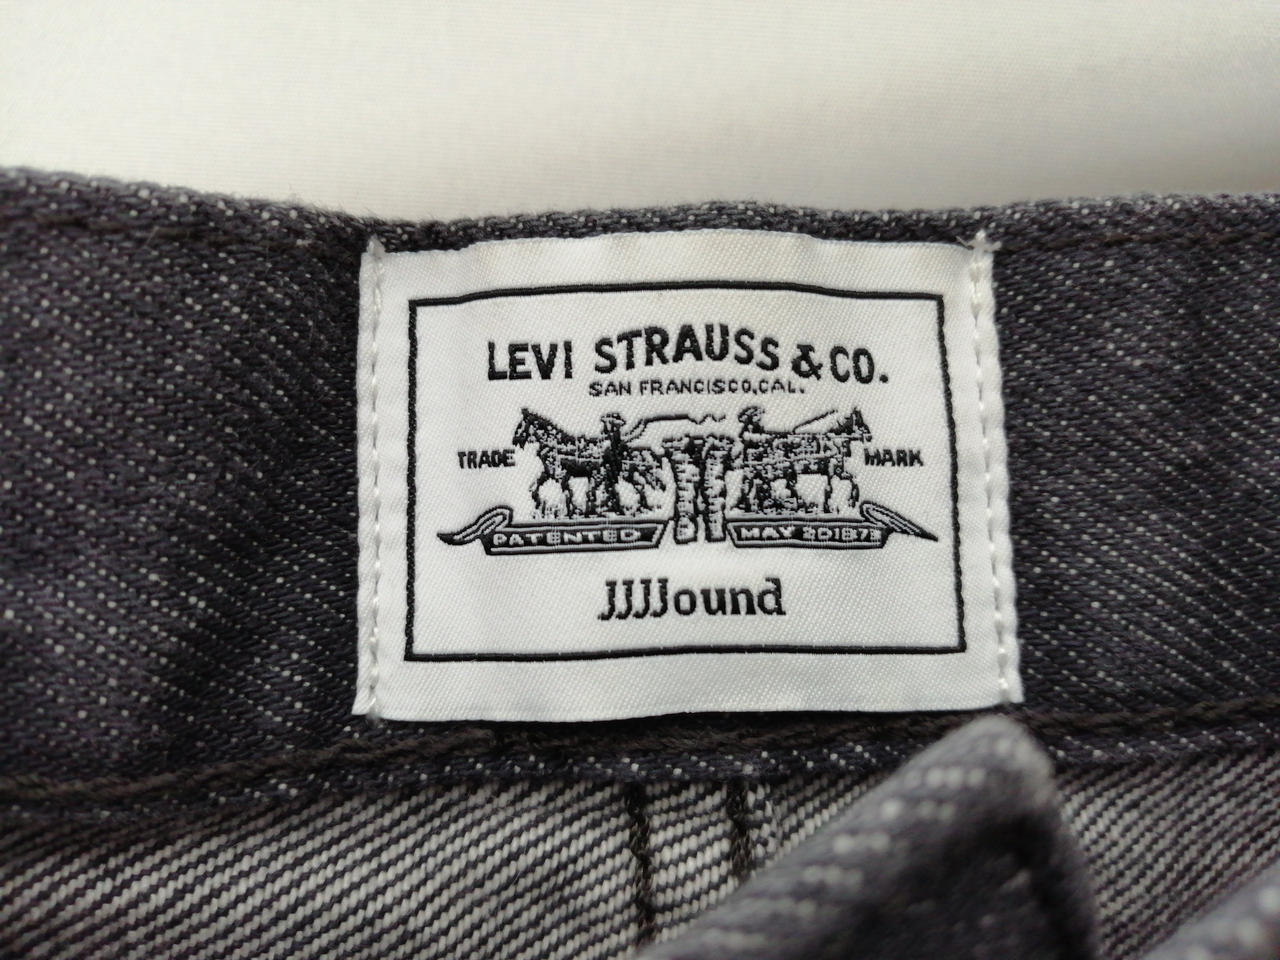 LEVI STRAUSS & CO.
SAN FRANCISCO, CAL.
TRADE MARK
PATENTED MAY 20 1873
JJJJound